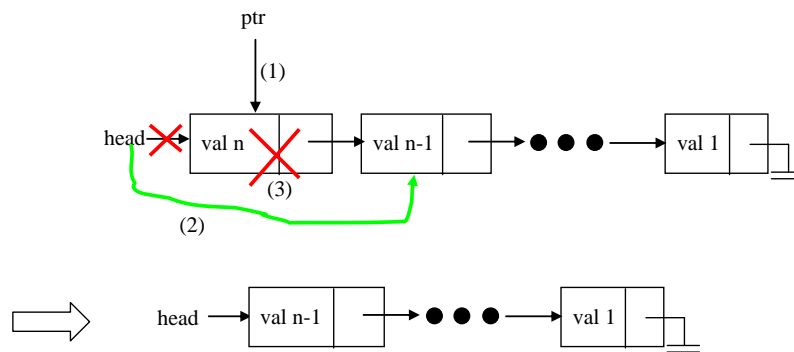 ptr
(1)
head
val n
val n-1
val 1
(3)
(2)
head
val n-1
val 1